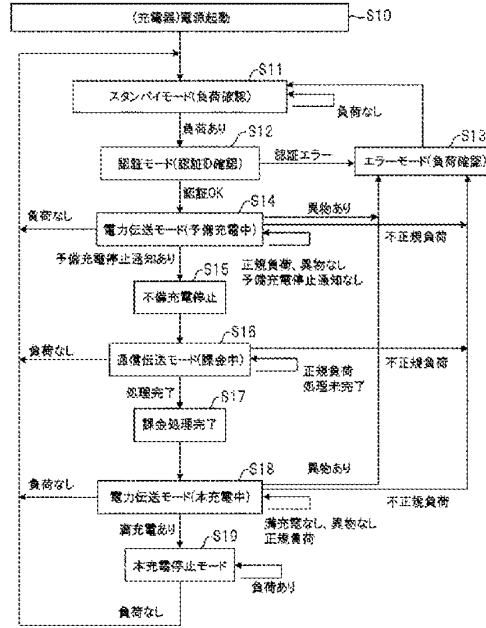 (充電器)電源起動
S10
S11
スタンバイモード(負荷確認)
負荷なし
負荷あり
S12
認証モード(認証ID確認)
認証エラー
S13
エラーモード(負荷確認)
認証OK
S14
負荷なし
電力伝送モード(予備充電中)
異物あり
不正規負荷
正規負荷、異物なし
予備充電停止通知なし
予備充電停止通知あり
S15
不備充電停止
S16
負荷なし
通信伝送モード(課金中)
不正規負荷
正規負荷
処理未完了
処理完了
S17
課金処理完了
S18
負荷なし
電力伝送モード(本充電中)
異物あり
不正規負荷
満充電なし、異物なし
正規負荷
満充電あり
S19
本充電停止モード
負荷あり
負荷なし